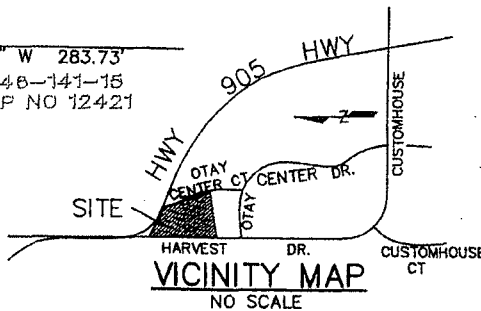 " W 283.73'
46-141-15
P NO 12421
HWY 905 HWY
Z
CUSTOMHOUSE
OTAY CENTER CT
OTAY CENTER DR.
SITE
HARVEST DR.
CUSTOMHOUSE CT
VICINITY MAP
NO SCALE